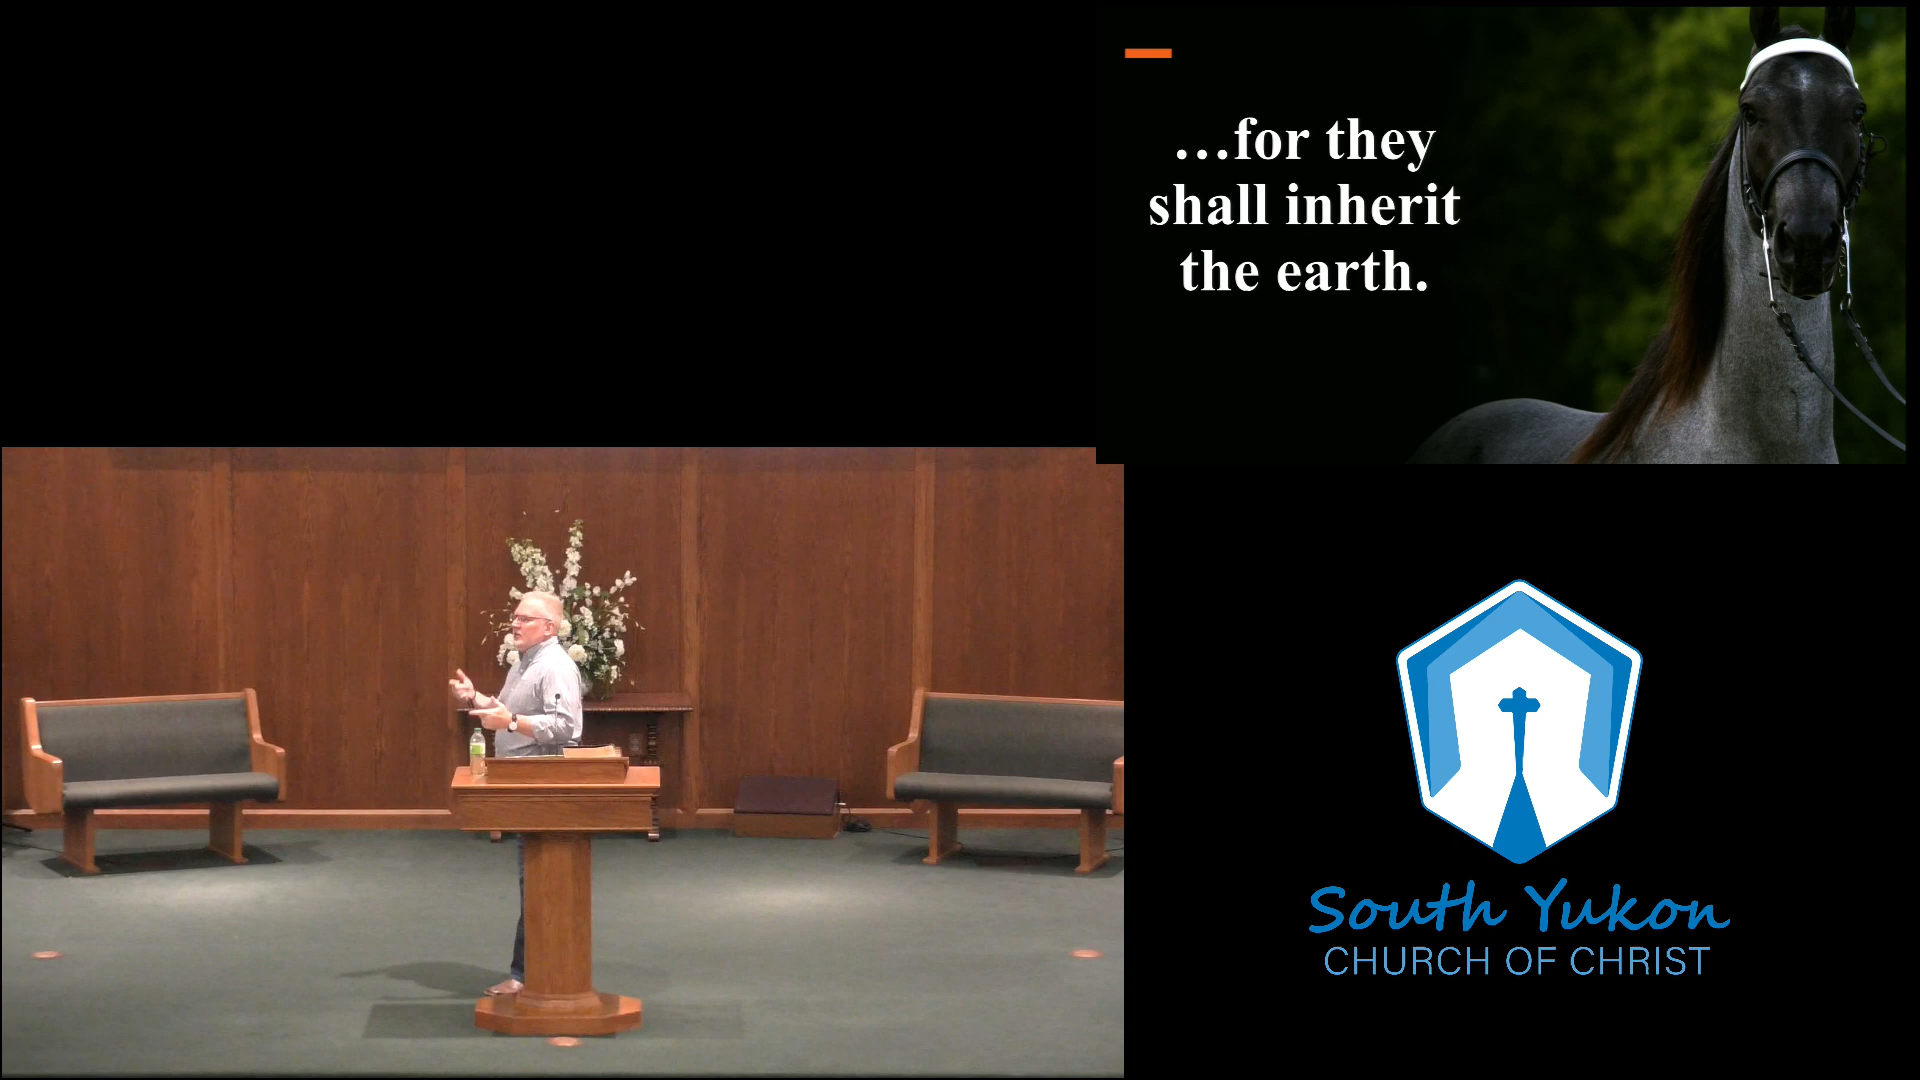 …for they
shall inherit
the earth.
South Yukon
CHURCH OF CHRIST